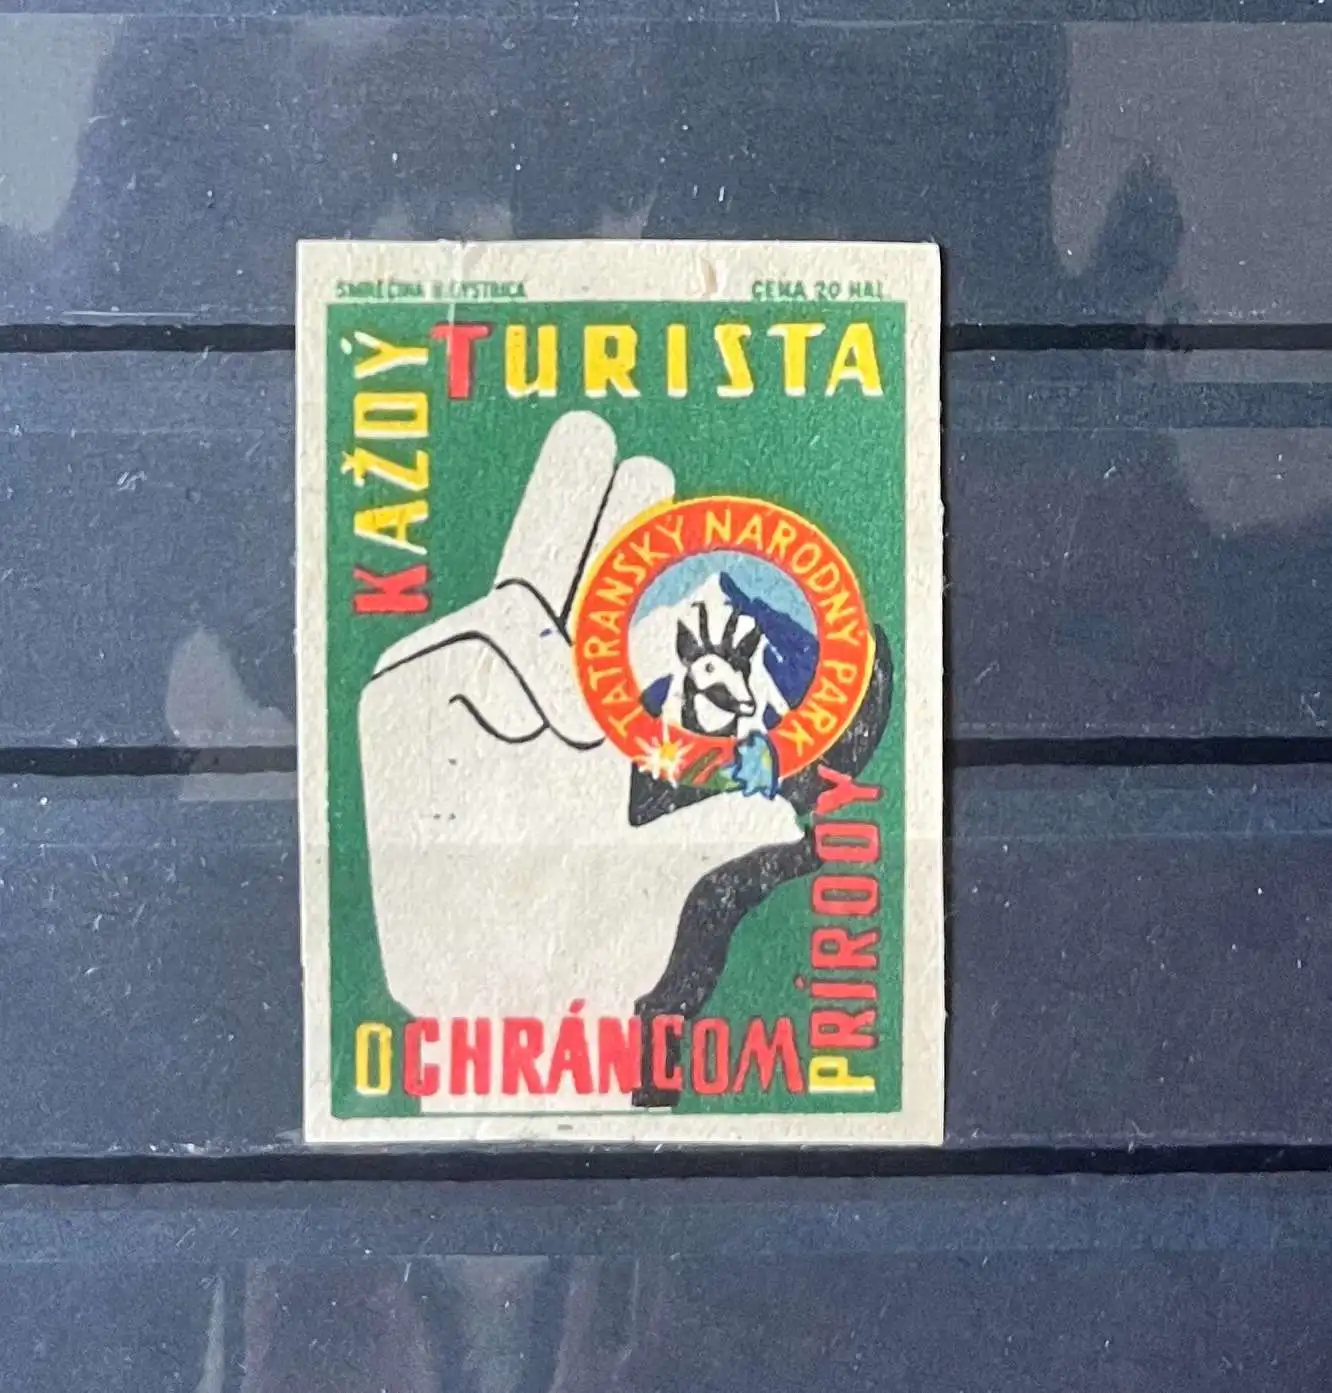 SMREČINA B. BYSTRICA
CENA 20 HAL.
KAŽDÝ
TURISTA
TATRANSKÝ NÁRODNÝ PARK
OCHRÁNCOM
PRÍRODY